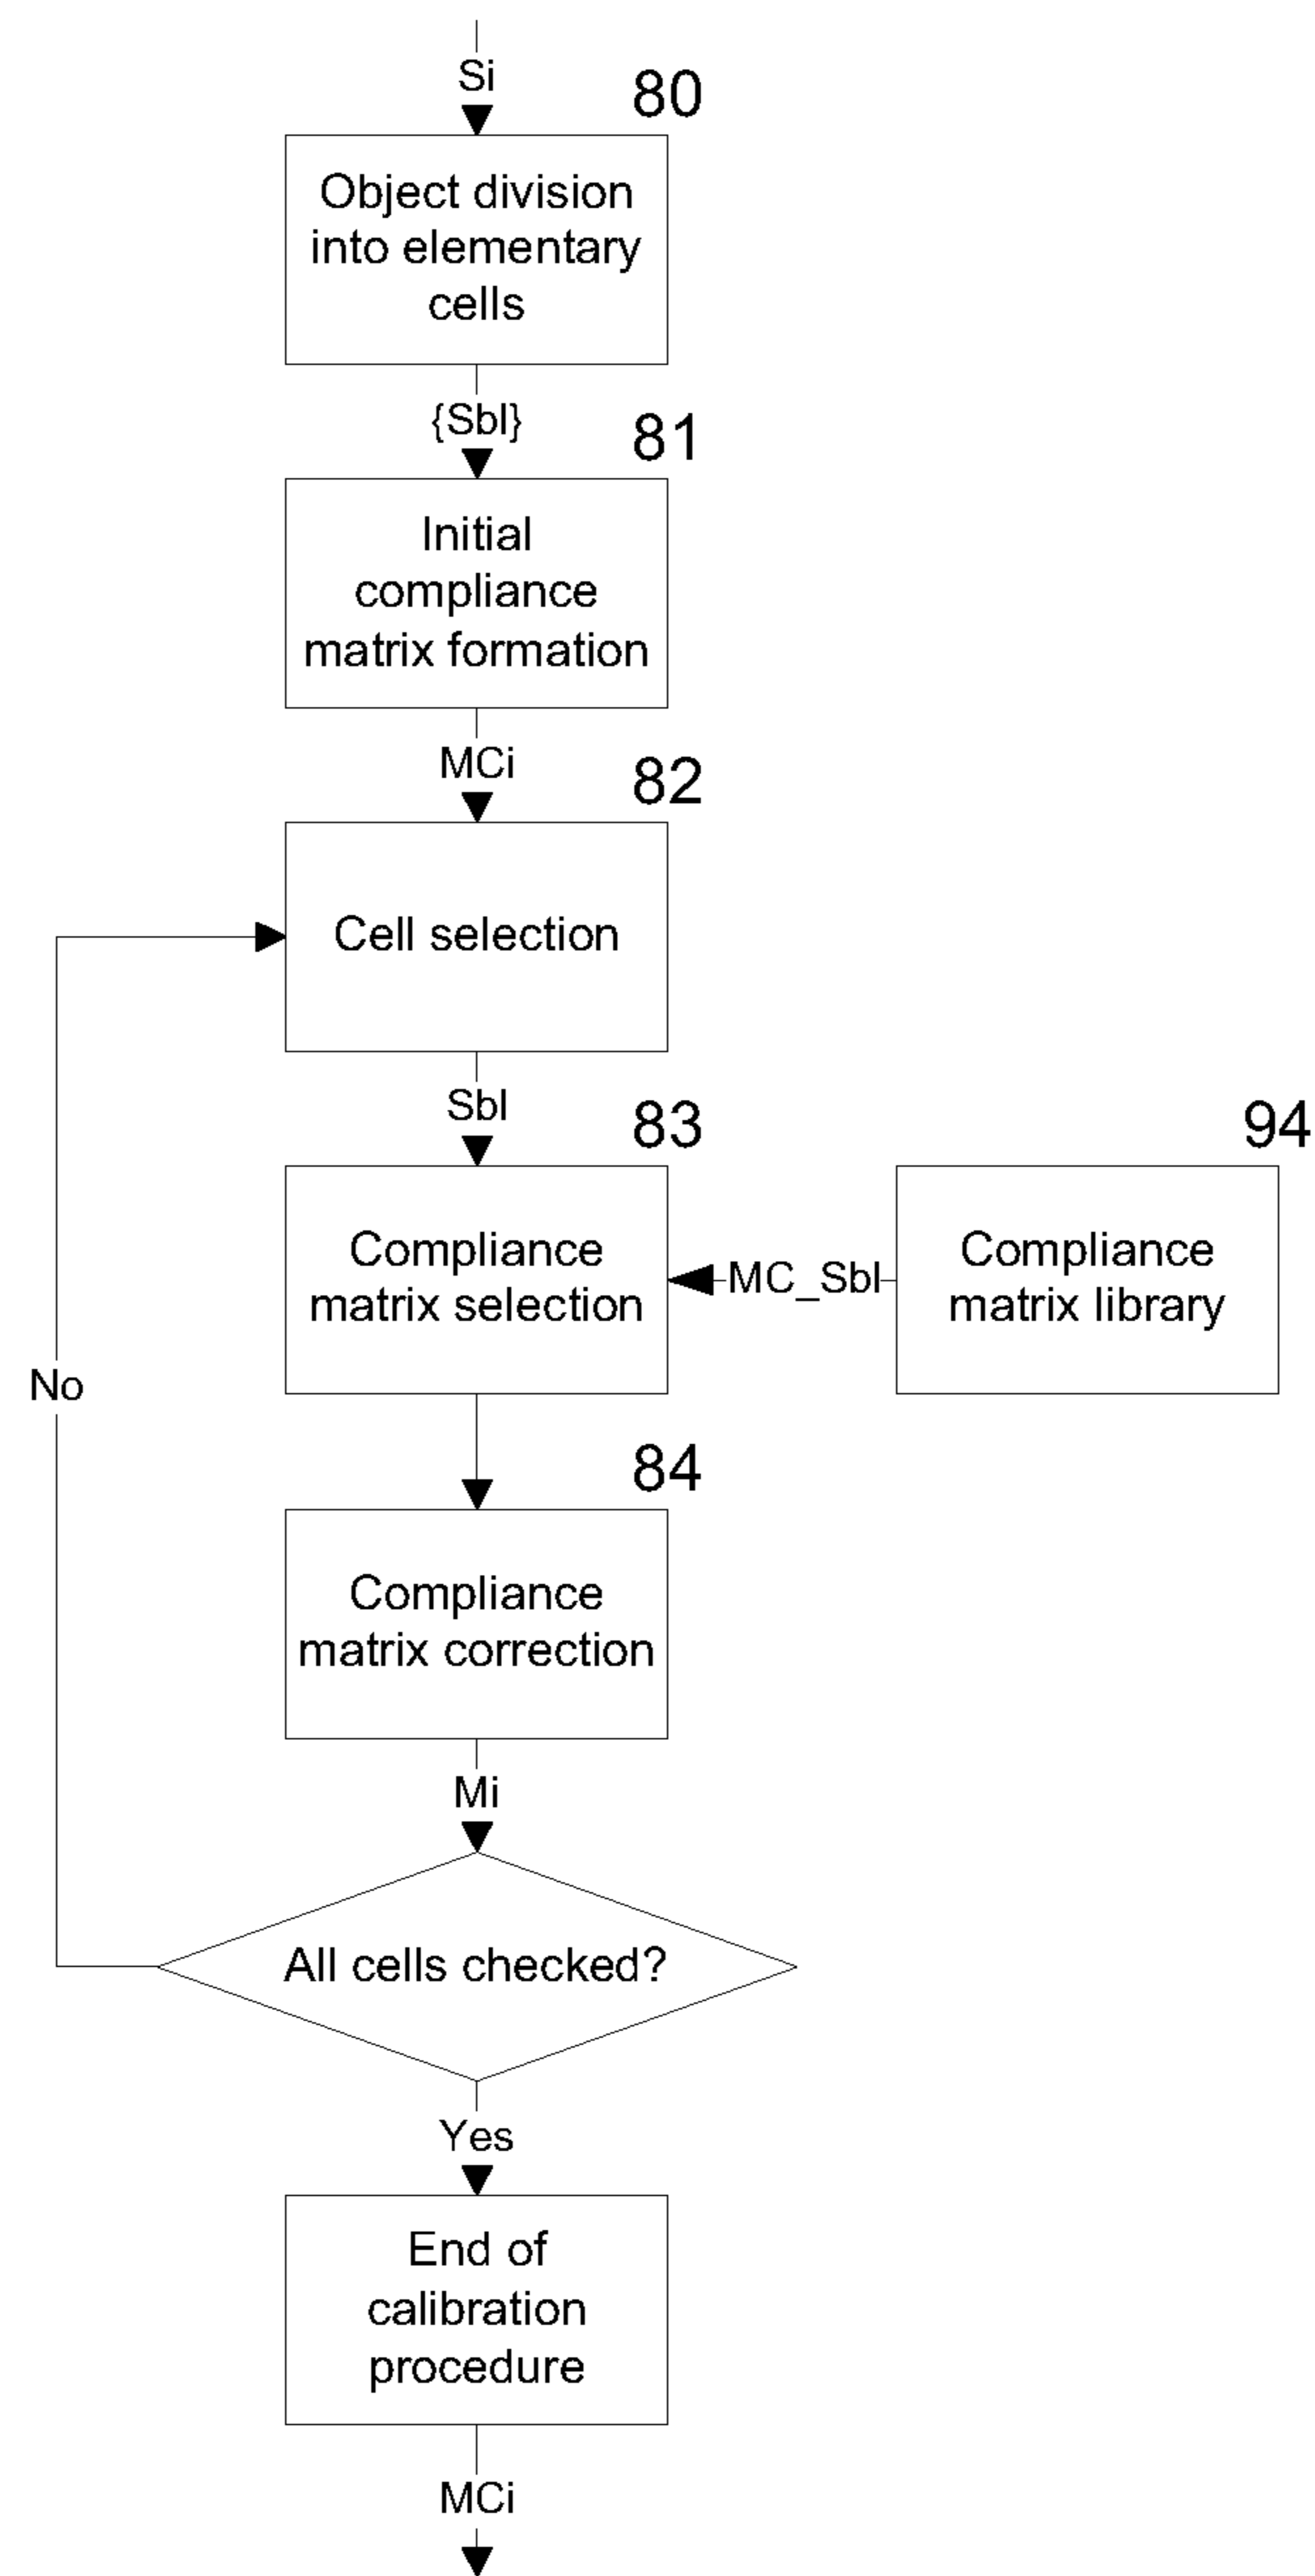 Si
80
Object division
into elementary
cells
{Sbl}
81
Initial
compliance
matrix formation
MCi
82
Cell selection
Sbl
83
94
Compliance
matrix selection
MC_Sbl
Compliance
matrix library
No
84
Compliance
matrix correction
Mi
All cells checked?
Yes
End of
calibration
procedure
MCi